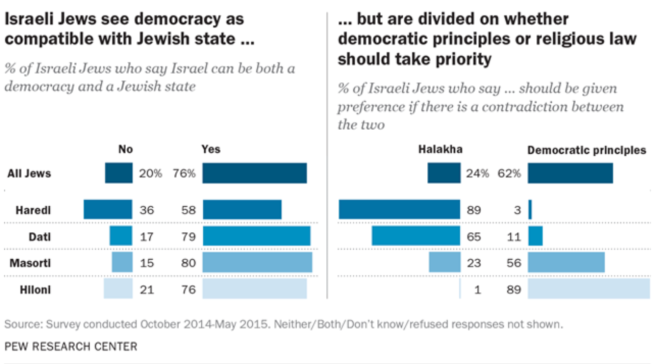 Israeli Jews see democracy as
compatible with Jewish state ...
% of Israeli Jews who say Israel can be both a
democracy and a Jewish state
No Yes
All Jews 20% 76%
Haredi 36 58
Dati 17 79
Masorti 15 80
Hiloni 21 76
... but are divided on whether
democratic principles or religious law
should take priority
% of Israeli Jews who say ... should be given
preference if there is a contradiction between
the two
Halakha Democratic principles
24% 62%
89 3
65 11
23 56
1 89
Source: Survey conducted October 2014-May 2015. Neither/Both/Don't know/refused responses not shown.
PEW RESEARCH CENTER